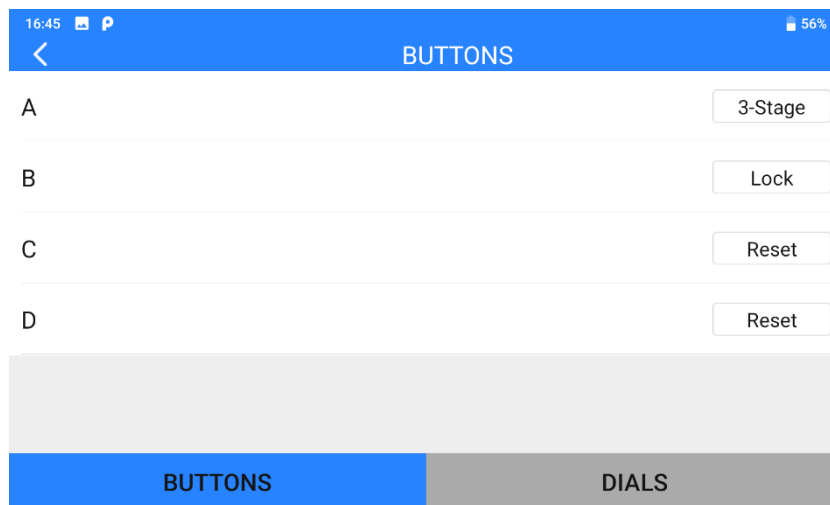 16:45 56%
BUTTONS
A 3-Stage
B Lock
C Reset
D Reset
BUTTONS DIALS